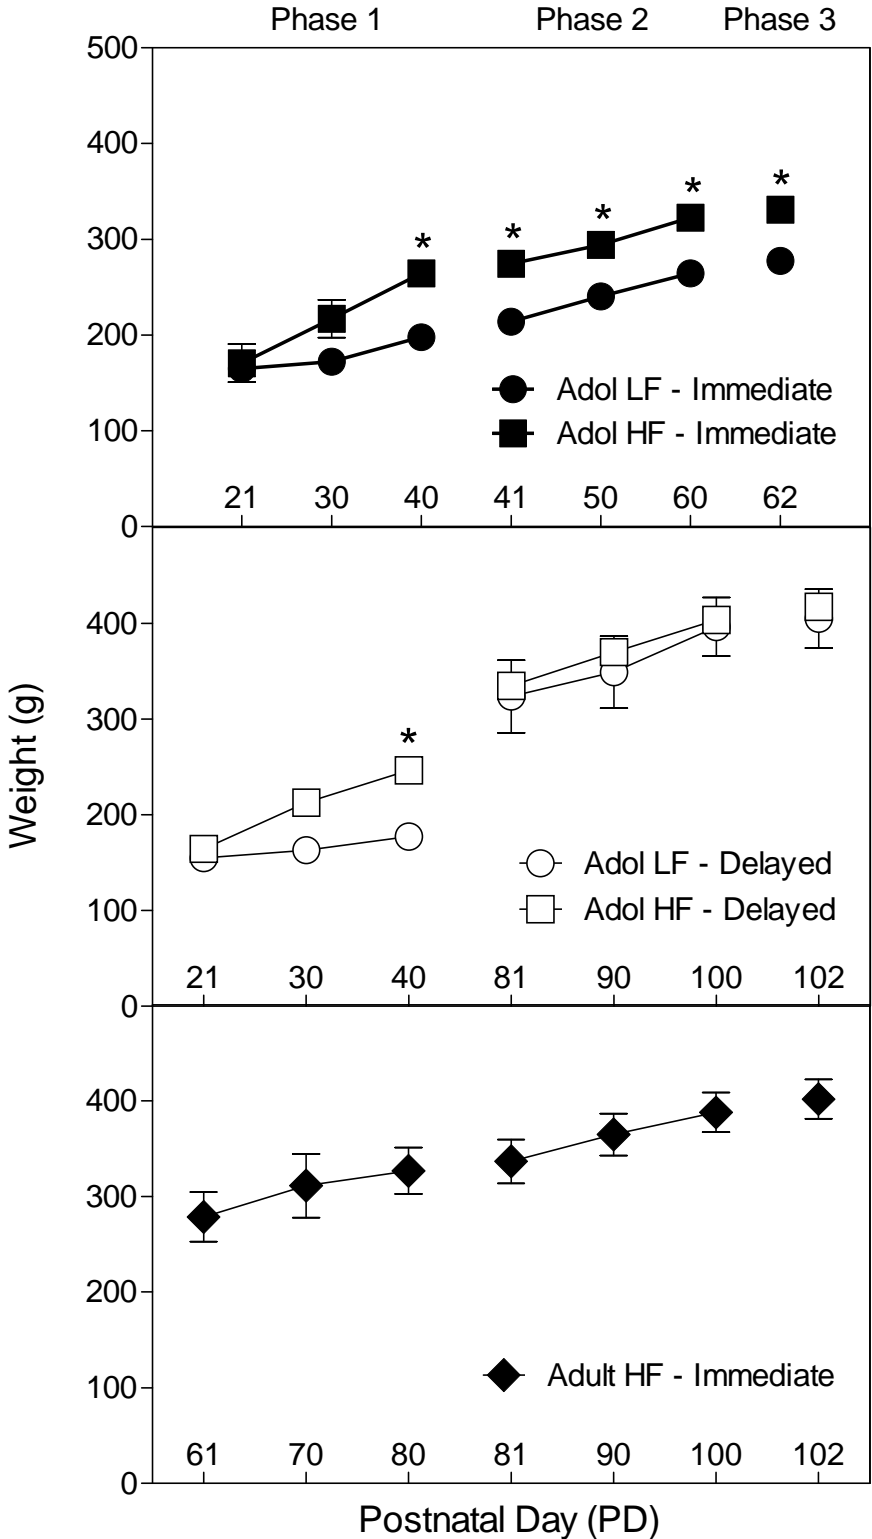 Phase 1 Phase 2 Phase 3
500
400
*
*
300
*
*
*
200
Adol LF - Immediate
100
Adol HF - Immediate
21 30 40 41 50 60 62
0
400
300
*
200
Adol LF - Delayed
100
Adol HF - Delayed
21 30 40 81 90 100 102
0
Weight (g)
400
300
200
100
Adult HF - Immediate
61 70 80 81 90 100 102
0
Postnatal Day (PD)